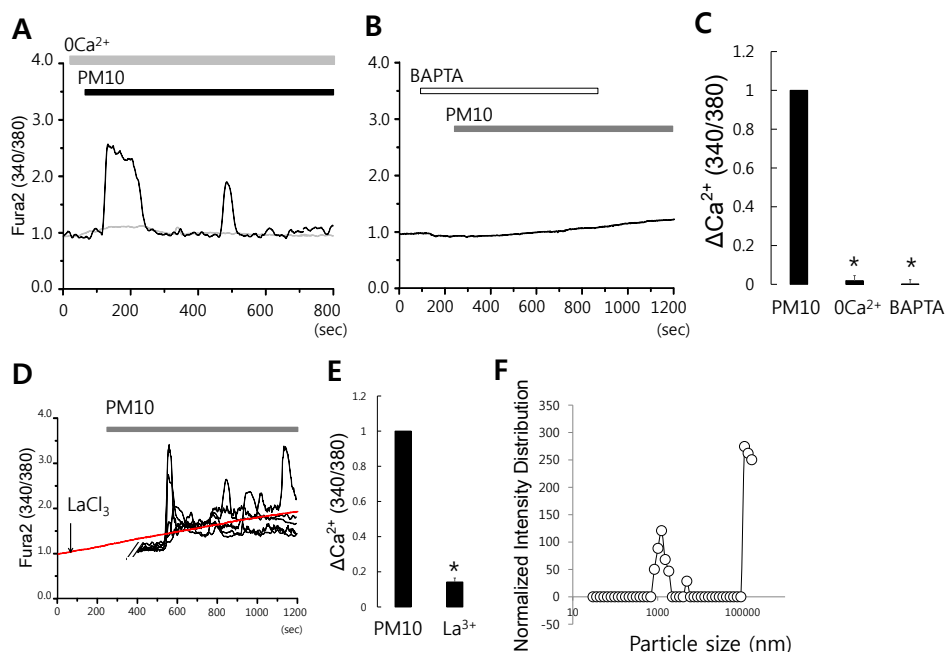 A
0Ca²⁺
PM10
4.0
3.0
2.0
1.0
0.0
Fura2 (340/380)
0 200 400 600 800
(sec)
B
BAPTA
PM10
4.0
3.0
2.0
1.0
0.0
0 200 400 600 800 1000 1200
(sec)
C
1.2
1
0.8
0.6
0.4
0.2
0
ΔCa²⁺ (340/380)
* *
PM10 0Ca²⁺ BAPTA
D
PM10
4.0
3.0
2.0
1.0
0.0
Fura2 (340/380)
LaCl₃
0 200 400 600 800 1000 1200
(sec)
E
1.2
1
0.8
0.6
0.4
0.2
0
ΔCa²⁺ (340/380)
*
PM10 La³⁺
F
Normalized Intensity Distribution
350
300
250
200
150
100
50
0
-50
10 1000 100000
Particle size (nm)